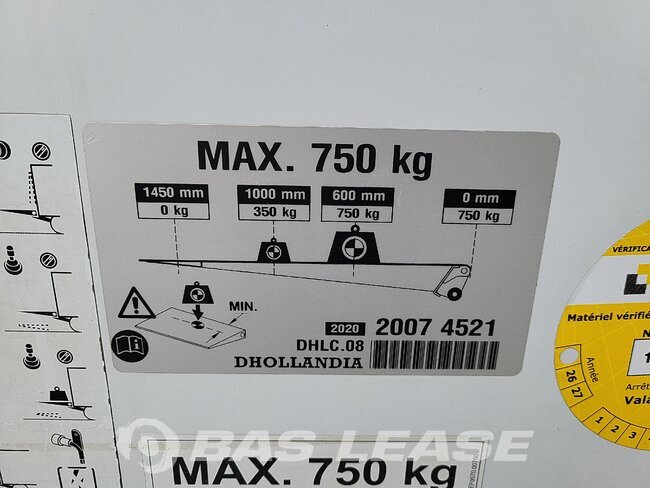 MAX. 750 kg
1450 mm 1000 mm 600 mm 0 mm
0 kg 350 kg 750 kg 750 kg
MIN.
2020 2007 4521
DHLC.08
DHOLLANDIA
Matériel vérifié
Année
26 27
1 2 3
BAS LEASE
MAX. 750 kg